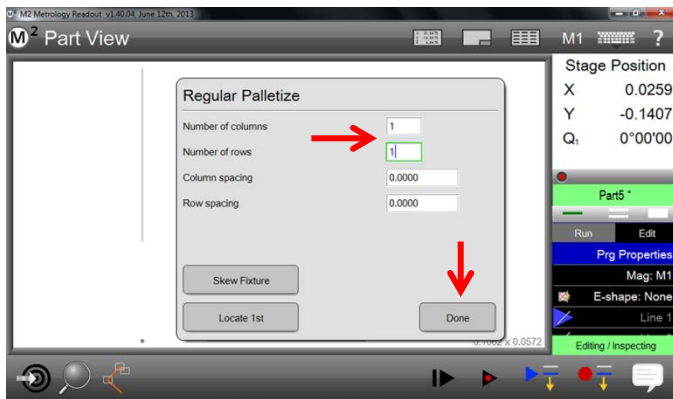 M² M2 Metrology Readout v1.40.04, June 12th, 2013
M² Part View
M1
?
Stage Position
X 0.0259
Y -0.1407
Q₁ 0°00'00
Regular Palletize
Number of columns 1
Number of rows 1
Column spacing 0.0000
Row spacing 0.0000
Skew Fixture
Locate 1st
Done
x 0.0572
Part5 *
Run Edit
Prg Properties
Mag: M1
E-shape: None
Line 1
Editing / Inspecting